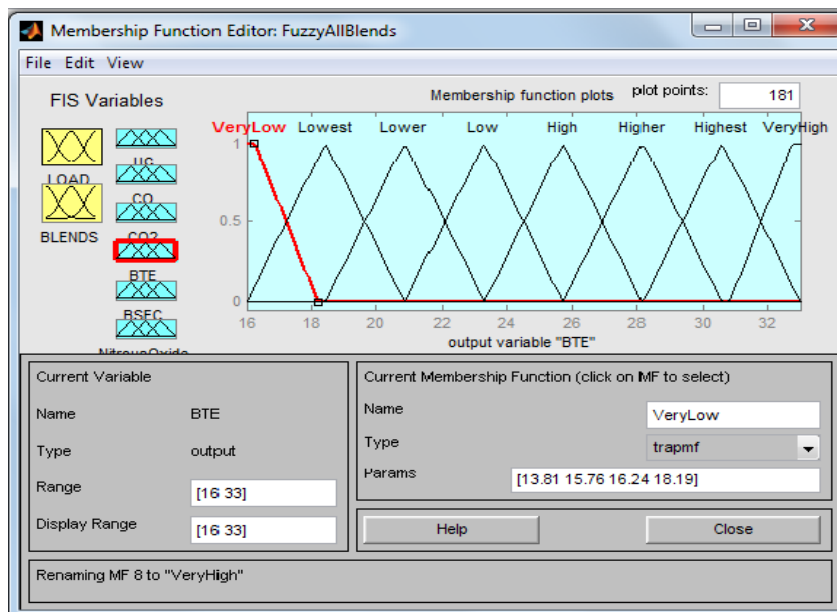 Membership Function Editor: FuzzyAllBlends
File Edit View
FIS Variables
Membership function plots
plot points:
181
LOAD
BLENDS
CO
CO2
BTE
BSEC
NitrousOxide
VeryLow Lowest Lower Low High Higher Highest VeryHigh
1
0.5
0
16 18 20 22 24 26 28 30 32
output variable "BTE"
Current Variable
Name BTE
Type output
Range [16 33]
Display Range [16 33]
Current Membership Function (click on MF to select)
Name VeryLow
Type trapmf
Params [13.81 15.76 16.24 18.19]
Help Close
Renaming MF 8 to "VeryHigh"